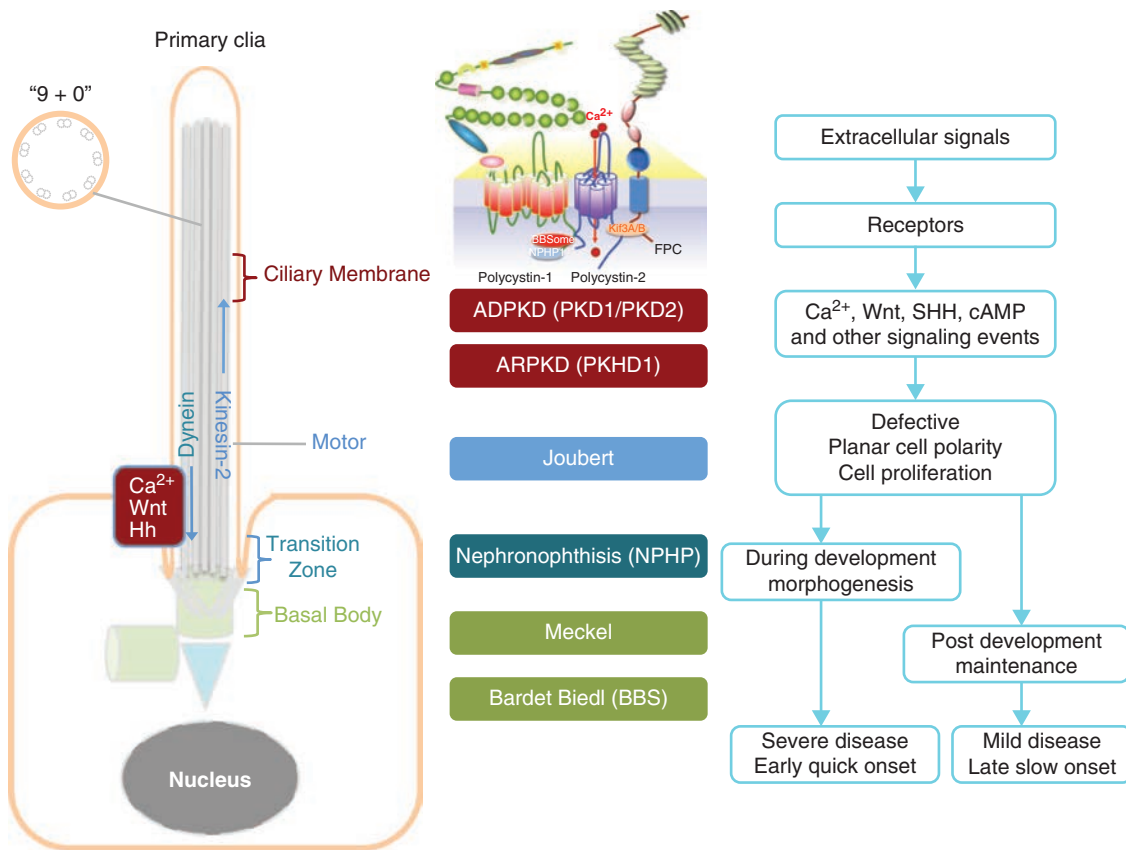 Primary clia
“9 + 0”
Ciliary Membrane
Dynein
Kinesin-2
Motor
Ca²⁺
Wnt
Hh
Transition
Zone
Basal Body
Nucleus
Ca²⁺
BBSome
NPHP1
Kif3A/B
FPC
Polycystin-1
Polycystin-2
ADPKD (PKD1/PKD2)
ARPKD (PKHD1)
Joubert
Nephronophthisis (NPHP)
Meckel
Bardet Biedl (BBS)
Extracellular signals
Receptors
Ca²⁺, Wnt, SHH, cAMP
and other signaling events
Defective
Planar cell polarity
Cell proliferation
During development
morphogenesis
Post development
maintenance
Severe disease
Early quick onset
Mild disease
Late slow onset